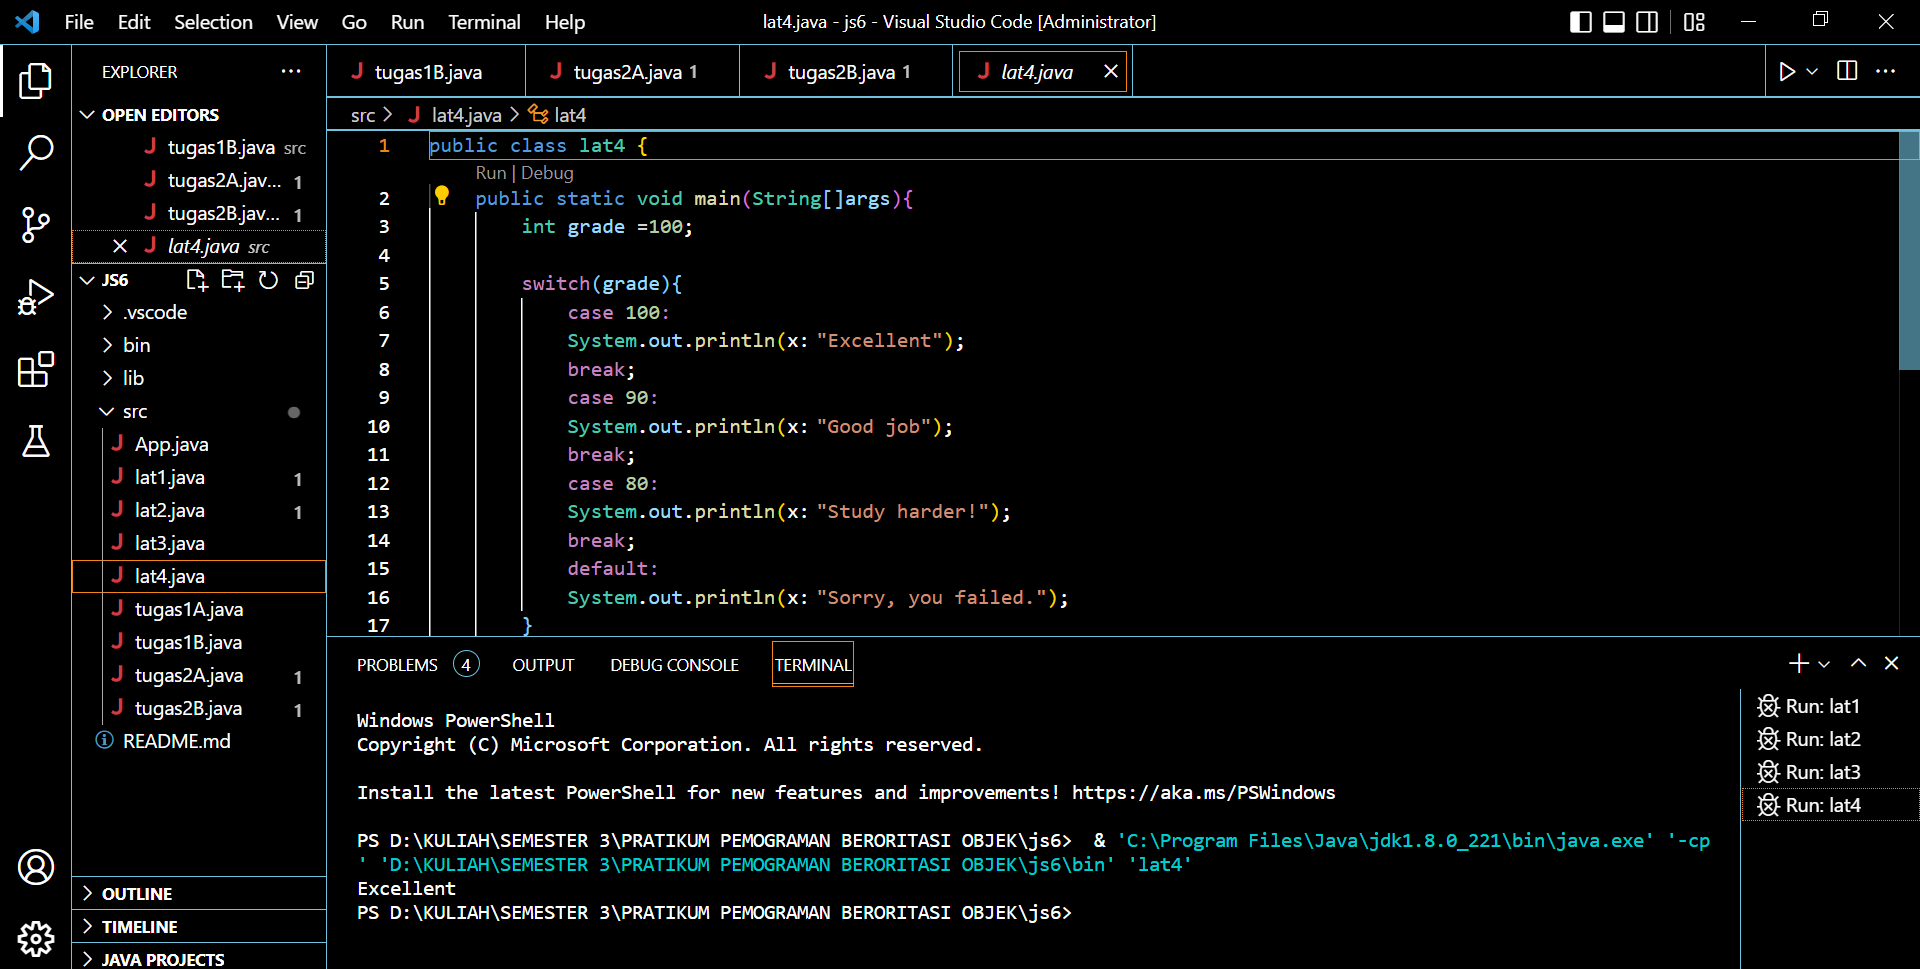 File Edit Selection View Go Run Terminal Help
lat4.java - js6 - Visual Studio Code [Administrator]
EXPLORER
OPEN EDITORS
tugas1B.java src
tugas2A.jav... 1
tugas2B.jav... 1
lat4.java src
JS6
.vscode
bin
lib
src
App.java
lat1.java 1
lat2.java 1
lat3.java
lat4.java
tugas1A.java
tugas1B.java
tugas2A.java 1
tugas2B.java 1
README.md
OUTLINE
TIMELINE
JAVA PROJECTS
tugas1B.java
tugas2A.java 1
tugas2B.java 1
lat4.java
src > lat4.java > lat4
1 public class lat4 {
Run | Debug
2 public static void main(String[]args){
3 int grade =100;
4
5 switch(grade){
6 case 100:
7 System.out.println(x: "Excellent");
8 break;
9 case 90:
10 System.out.println(x: "Good job");
11 break;
12 case 80:
13 System.out.println(x: "Study harder!");
14 break;
15 default:
16 System.out.println(x: "Sorry, you failed.");
17 }
PROBLEMS 4 OUTPUT DEBUG CONSOLE TERMINAL
Windows PowerShell
Copyright (C) Microsoft Corporation. All rights reserved.
Install the latest PowerShell for new features and improvements! https://aka.ms/PSWindows
PS D:\KULIAH\SEMESTER 3\PRATIKUM PEMOGRAMAN BERORITASI OBJEK\js6> & 'C:\Program Files\Java\jdk1.8.0_221\bin\java.exe' '-cp
' 'D:\KULIAH\SEMESTER 3\PRATIKUM PEMOGRAMAN BERORITASI OBJEK\js6\bin' 'lat4'
Excellent
PS D:\KULIAH\SEMESTER 3\PRATIKUM PEMOGRAMAN BERORITASI OBJEK\js6>
Run: lat1
Run: lat2
Run: lat3
Run: lat4